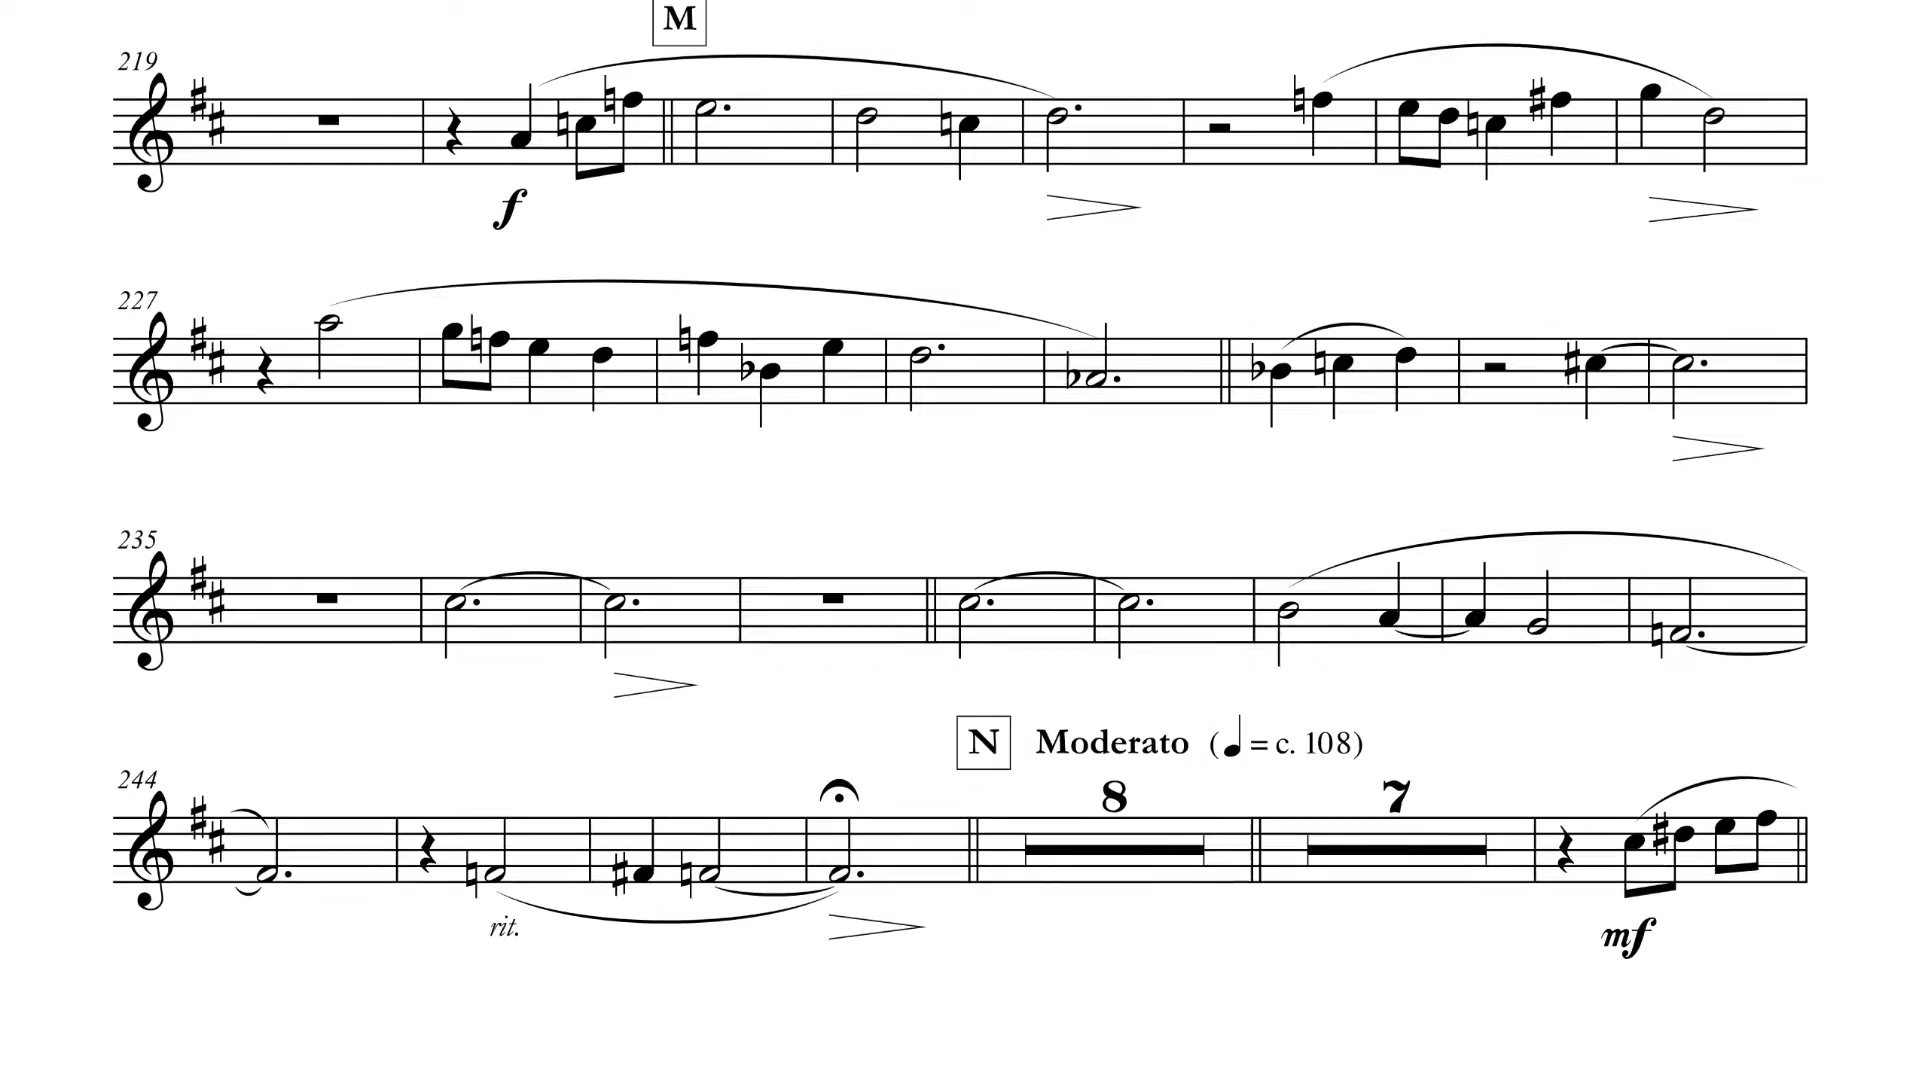 M
219
f
227
235
N Moderato (♩ = c. 108)
244
8 7
rit.
mf